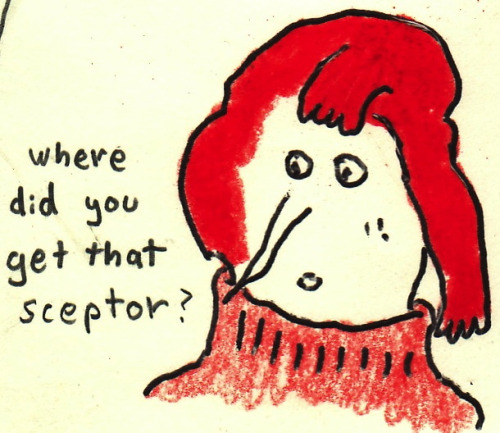 where
did you
get that
sceptor?